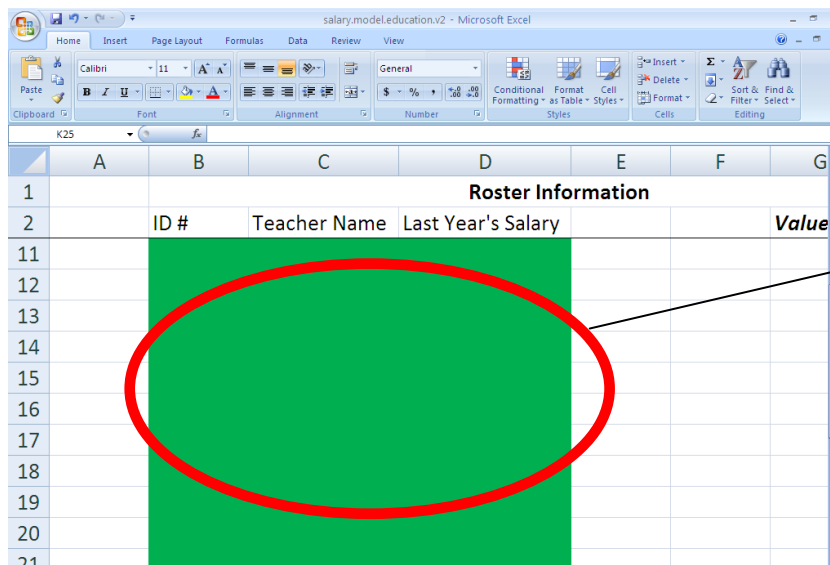 salary.model.education.v2 - Microsoft Excel
Home Insert Page Layout Formulas Data Review View
Paste
Calibri 11 A A
B I U A
General
$ % , .0 .00 .00 .0
Conditional Formatting Format as Table Cell Styles
Insert
Delete
Format
Σ
Sort & Filter Find & Select
Clipboard Font Alignment Number Styles Cells Editing
K25 fx
A B C D E F G
1 Roster Information
2 ID # Teacher Name Last Year's Salary Value
11
12
13
14
15
16
17
18
19
20
21